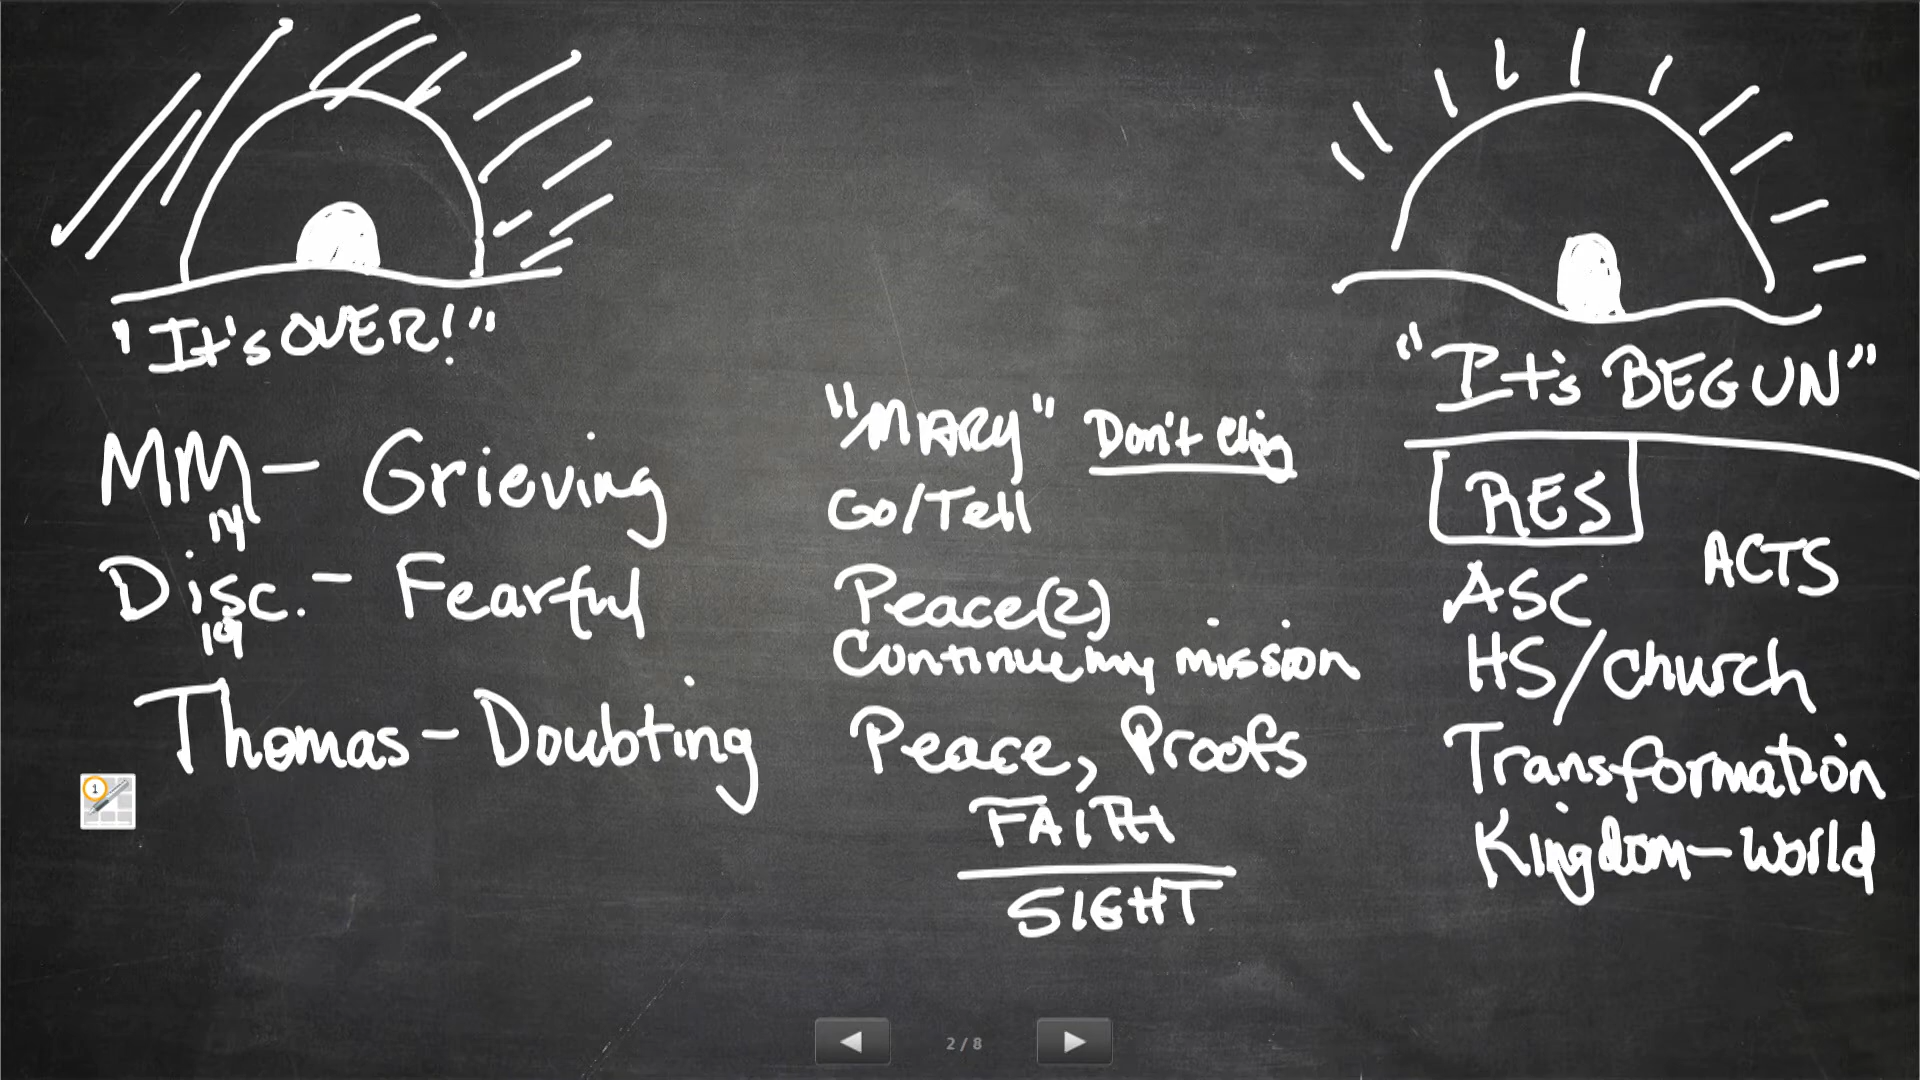 "It's OVER!"
MM - Grieving
14
Disc. - Fearful
19
Thomas - Doubting
"MARY" Don't Cling
Go/Tell
Peace(2)
Continue my mission
Peace, Proofs
FAITH
SIGHT
"It's BEGUN"
RES
ACTS
ASC
HS/Church
Transformation
Kingdom - World
1
2 / 8